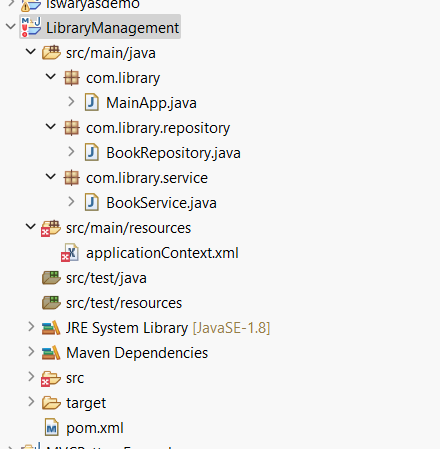 iswaryasdemo
LibraryManagement
src/main/java
com.library
MainApp.java
com.library.repository
BookRepository.java
com.library.service
BookService.java
src/main/resources
applicationContext.xml
src/test/java
src/test/resources
JRE System Library [JavaSE-1.8]
Maven Dependencies
src
target
pom.xml